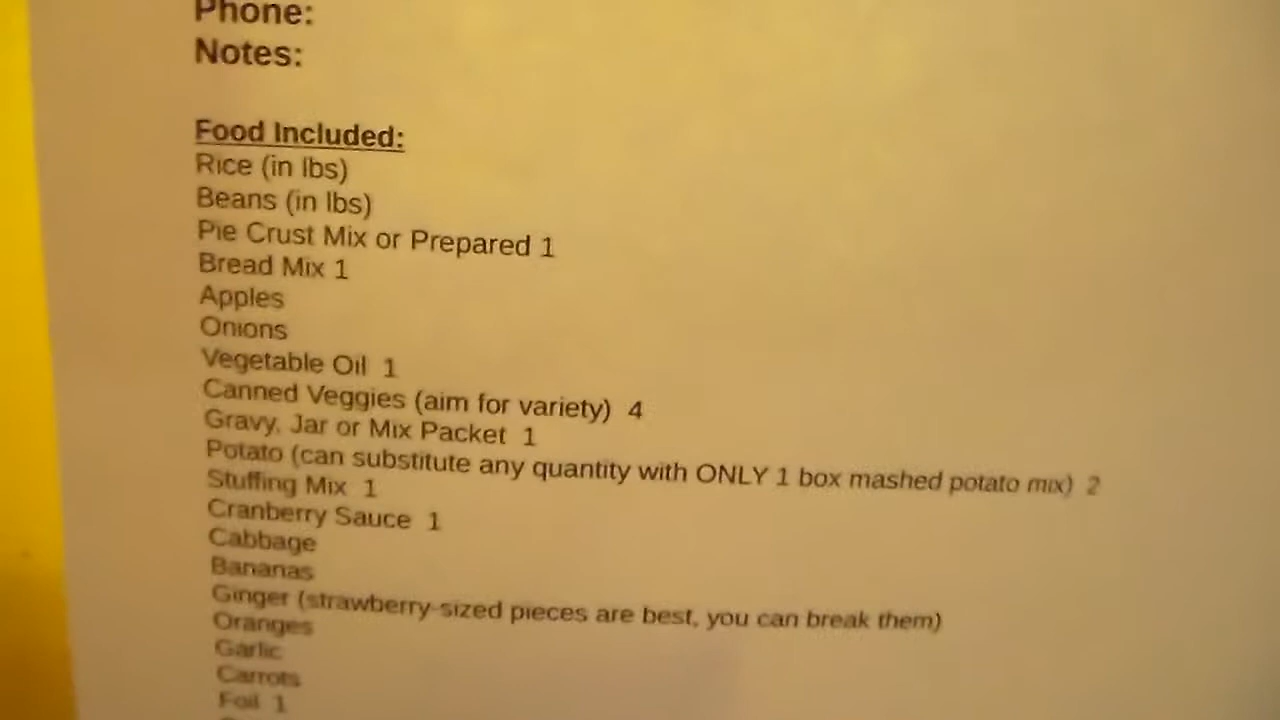 Phone:
Notes:
Food Included:
Rice (in lbs)
Beans (in lbs)
Pie Crust Mix or Prepared 1
Bread Mix 1
Apples
Onions
Vegetable Oil 1
Canned Veggies (aim for variety) 4
Gravy, Jar or Mix Packet 1
Potato (can substitute any quantity with ONLY 1 box mashed potato mix) 2
Stuffing Mix 1
Cranberry Sauce 1
Cabbage
Bananas
Ginger (strawberry-sized pieces are best, you can break them)
Oranges
Garlic
Carrots
Foil 1